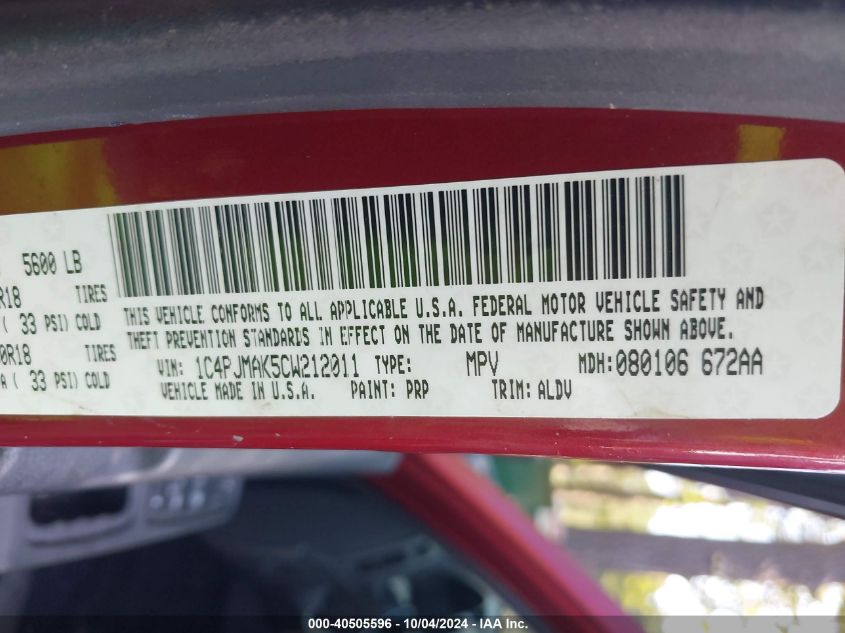 5600 LB
R18 TIRES
( 33 PSI) COLD
0R18 TIRES
A ( 33 PSI) COLD
THIS VEHICLE CONFORMS TO ALL APPLICABLE U.S.A. FEDERAL MOTOR VEHICLE SAFETY AND
THEFT PREVENTION STANDARDS IN EFFECT ON THE DATE OF MANUFACTURE SHOWN ABOVE.
VIN: 1C4PJMAK5CW212011 TYPE: MPV MDH:080106 672AA
VEHICLE MADE IN U.S.A. PAINT: PRP TRIM: ALDV
000-40505596 - 10/04/2024 - IAA Inc.